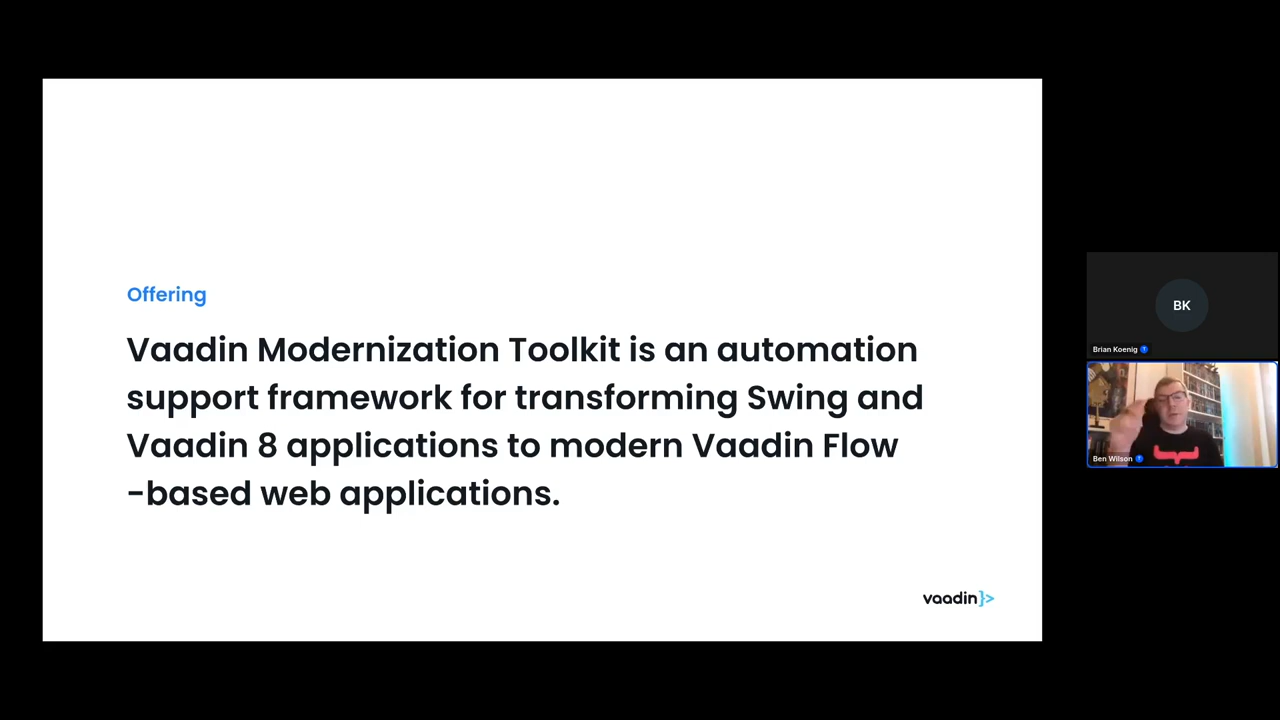 Offering
Vaadin Modernization Toolkit is an automation
support framework for transforming Swing and
Vaadin 8 applications to modern Vaadin Flow
-based web applications.
vaadin}>
BK
Brian Koenig
Ben Wilson